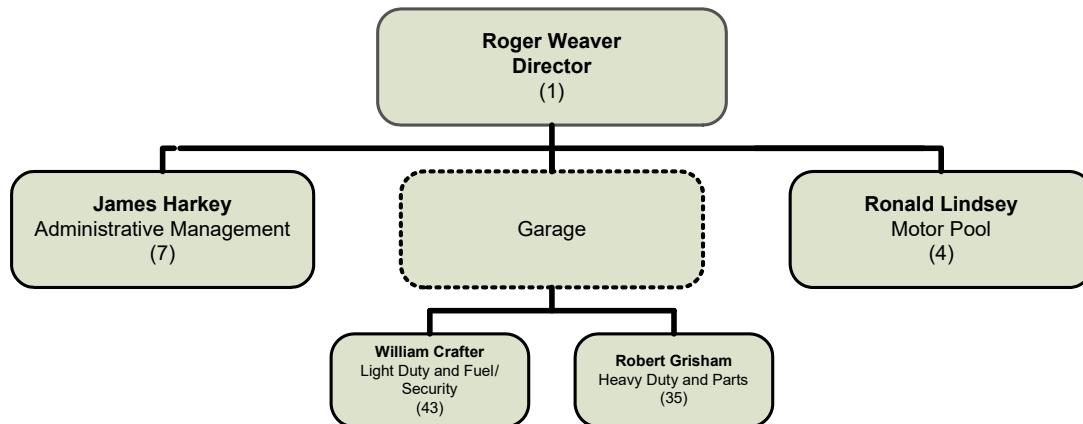 Roger Weaver
Director
(1)
James Harkey
Administrative Management
(7)
Garage
Ronald Lindsey
Motor Pool
(4)
William Crafter
Light Duty and Fuel/
Security
(43)
Robert Grisham
Heavy Duty and Parts
(35)